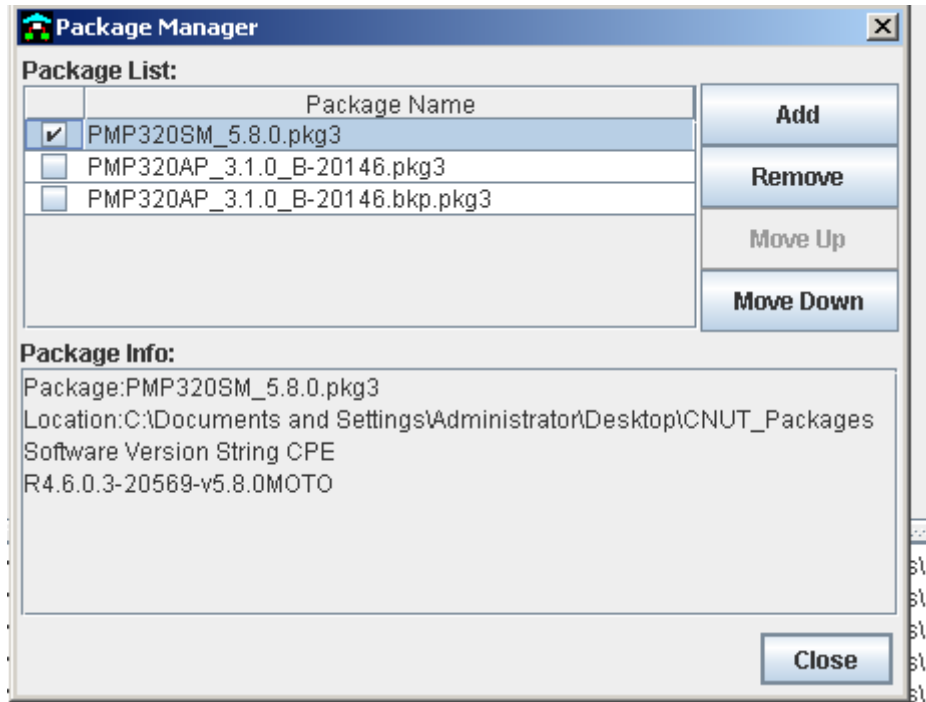 Package Manager
Package List:
Package Name
PMP320SM_5.8.0.pkg3
PMP320AP_3.1.0_B-20146.pkg3
PMP320AP_3.1.0_B-20146.bkp.pkg3
Add
Remove
Move Up
Move Down
Package Info:
Package:PMP320SM_5.8.0.pkg3
Location:C:\Documents and Settings\Administrator\Desktop\CNUT_Packages
Software Version String CPE
R4.6.0.3-20569-v5.8.0MOTO
Close
s\
s\
s\
s\
s\